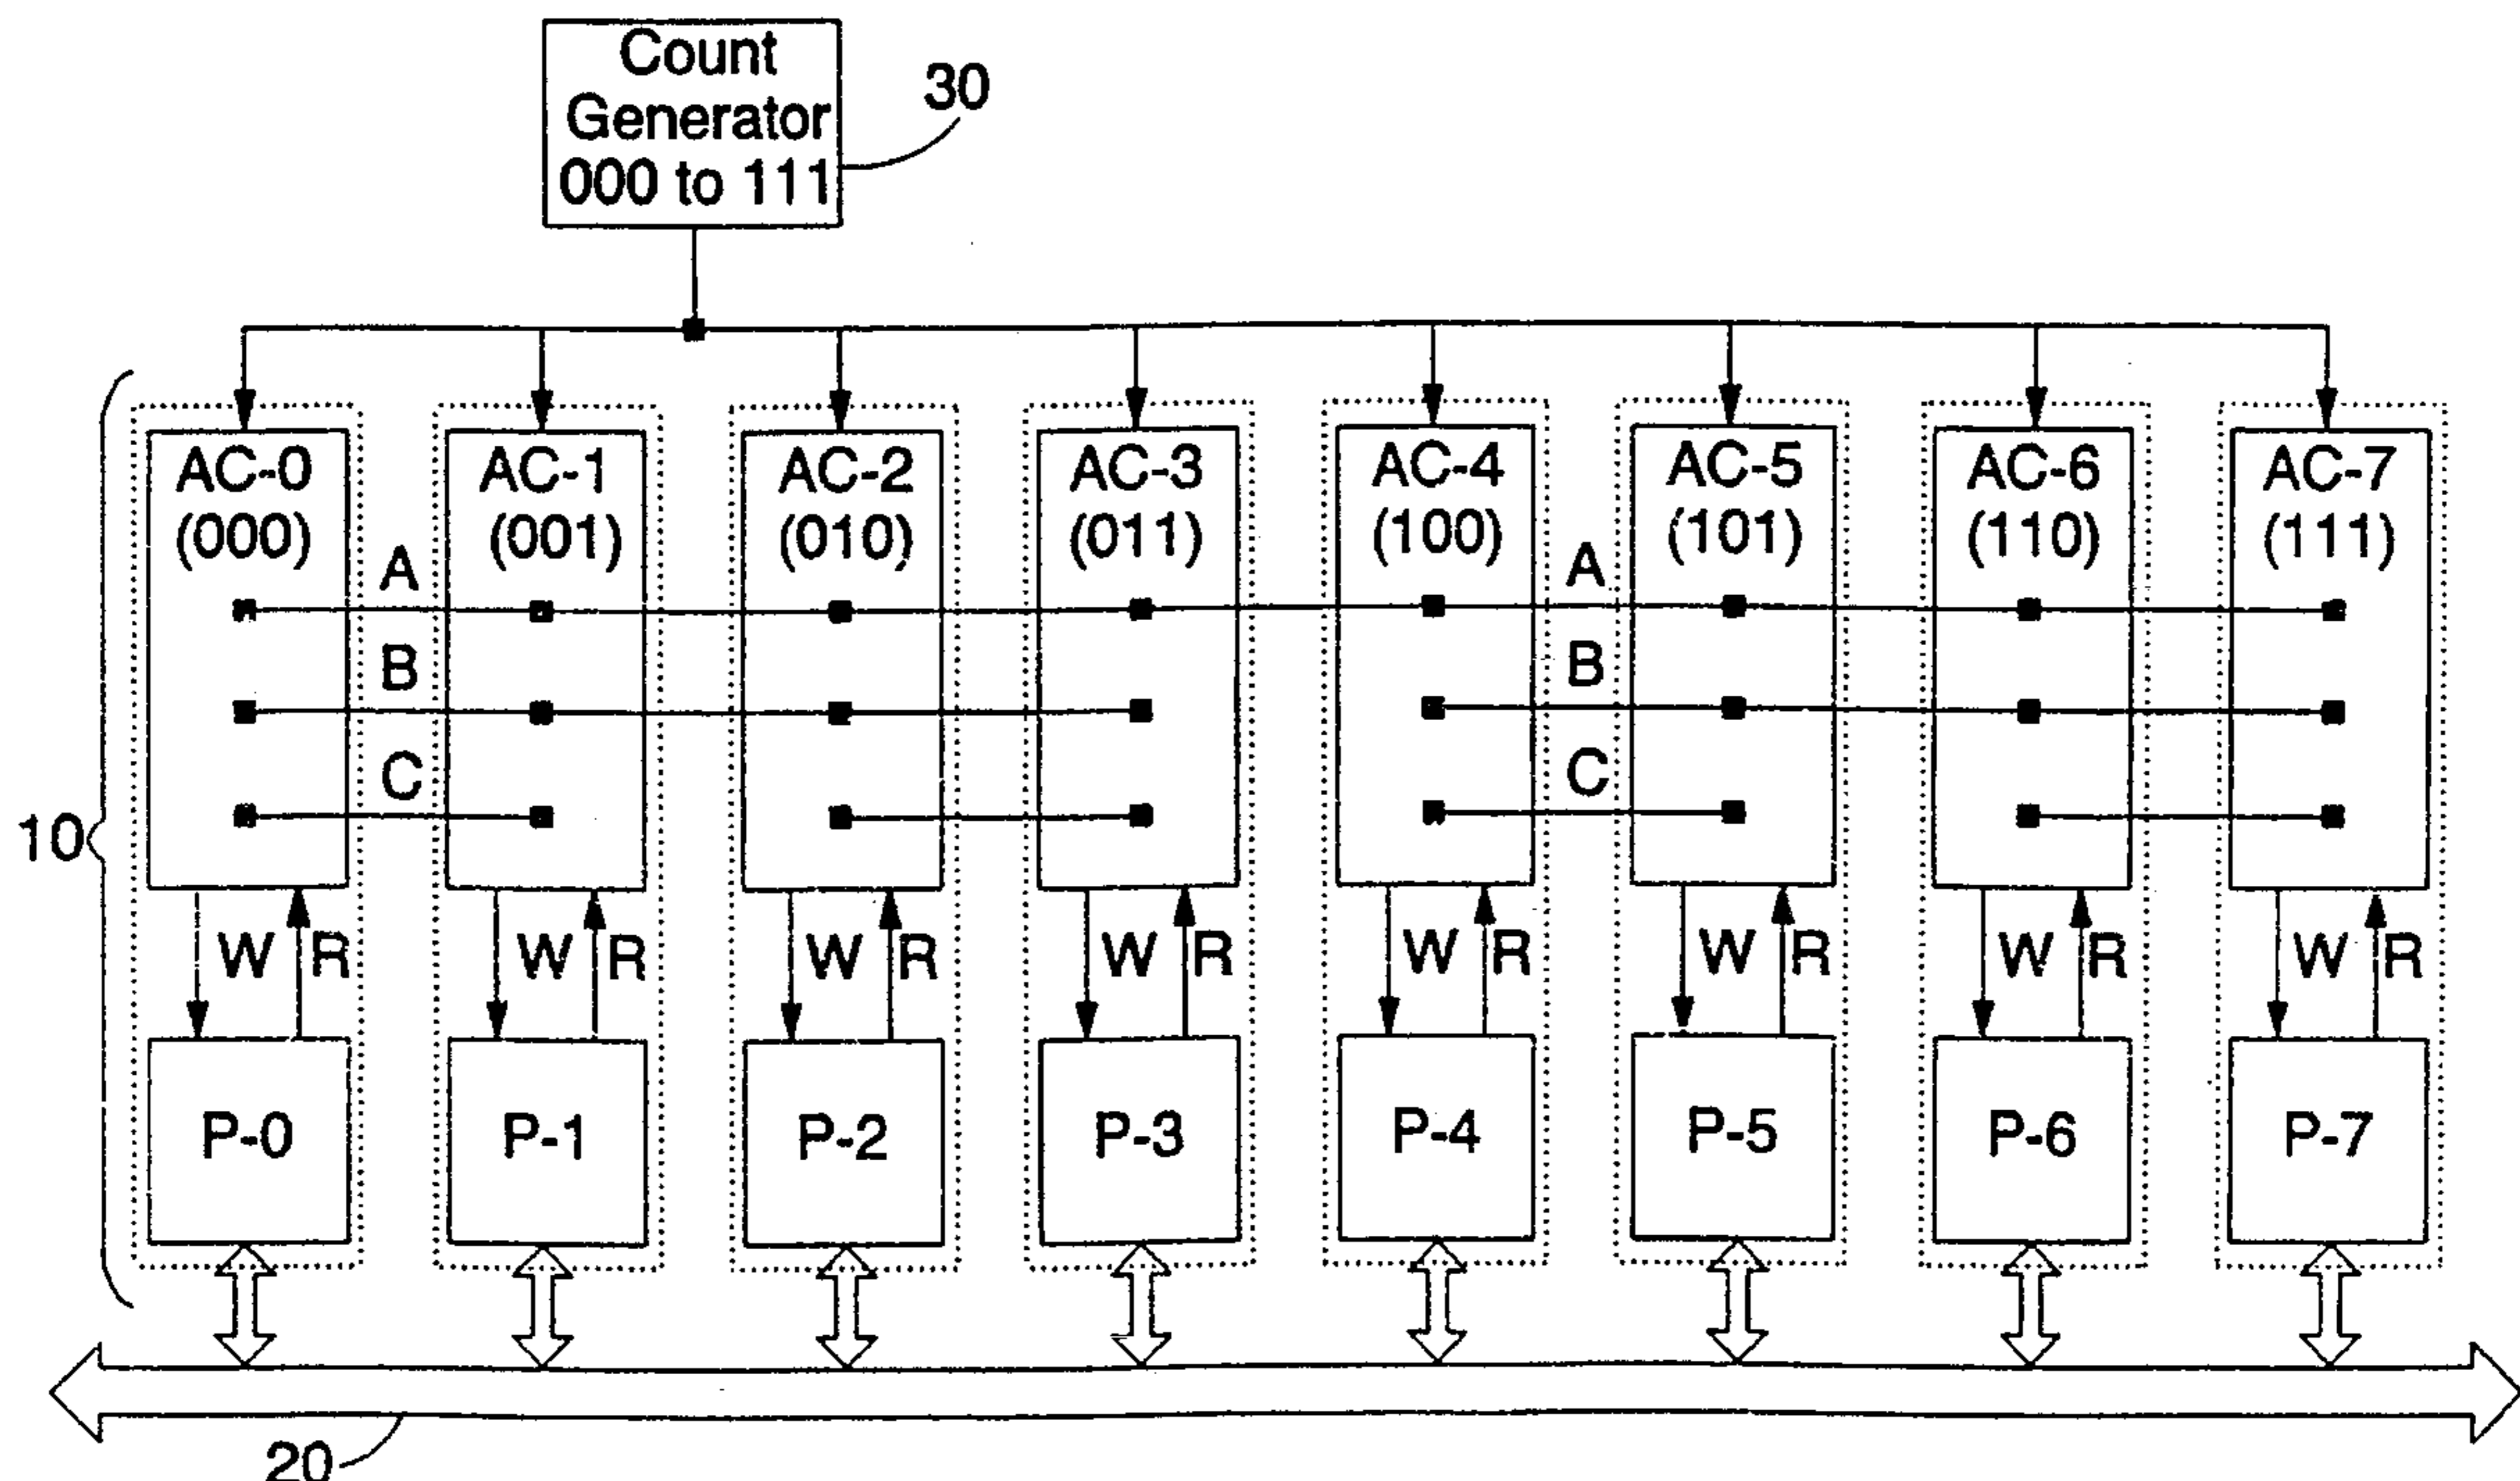 Count
Generator
000 to 111
30
AC-0 AC-1 AC-2 AC-3 AC-4 AC-5 AC-6 AC-7
(000) (001) (010) (011) (100) (101) (110) (111)
A A
B B
C C
10
W R W R W R W R W R W R W R W R
P-0 P-1 P-2 P-3 P-4 P-5 P-6 P-7
20